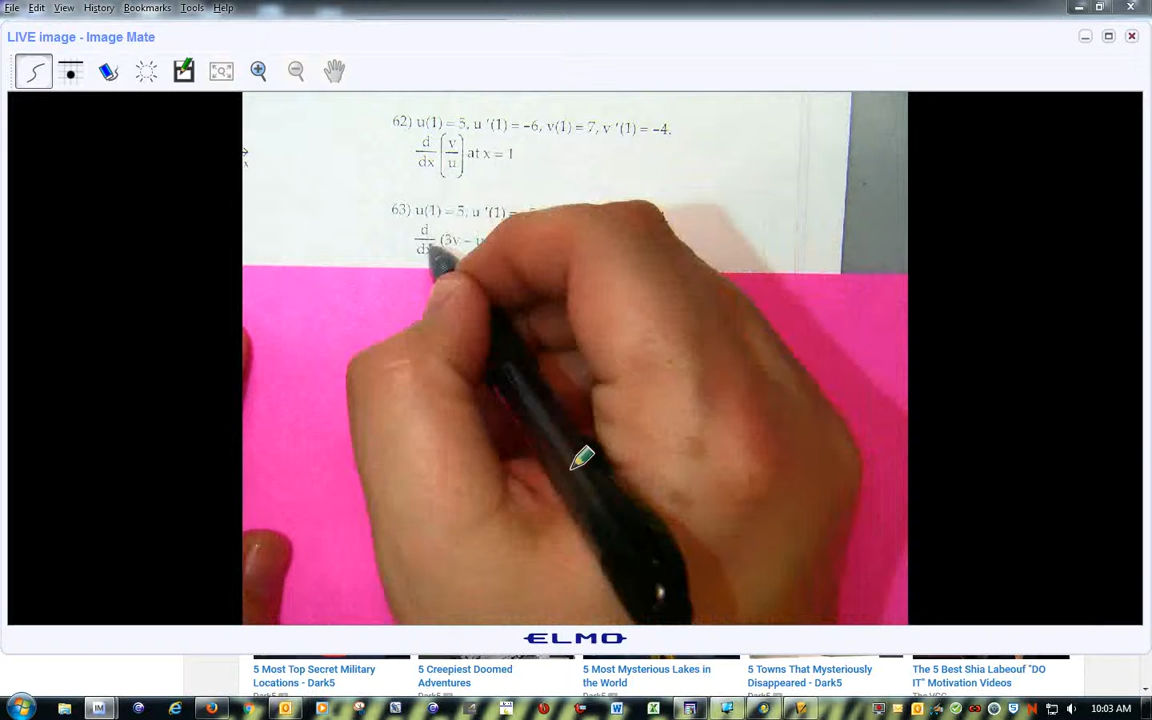 File Edit View History Bookmarks Tools Help
LIVE image - Image Mate
62) u(1) = 5, u '(1) = -6, v(1) = 7, v '(1) = -4.
d
dx
(v
u) at x = 1
63) u(1) = 5, u '(1) =
d
dx
(3v - u
ELMO
5 Most Top Secret Military
Locations - Dark5
5 Creepiest Doomed
Adventures
5 Most Mysterious Lakes in
the World
5 Towns That Mysteriously
Disappeared - Dark5
The 5 Best Shia Labeouf "DO
IT" Motivation Videos
10:03 AM